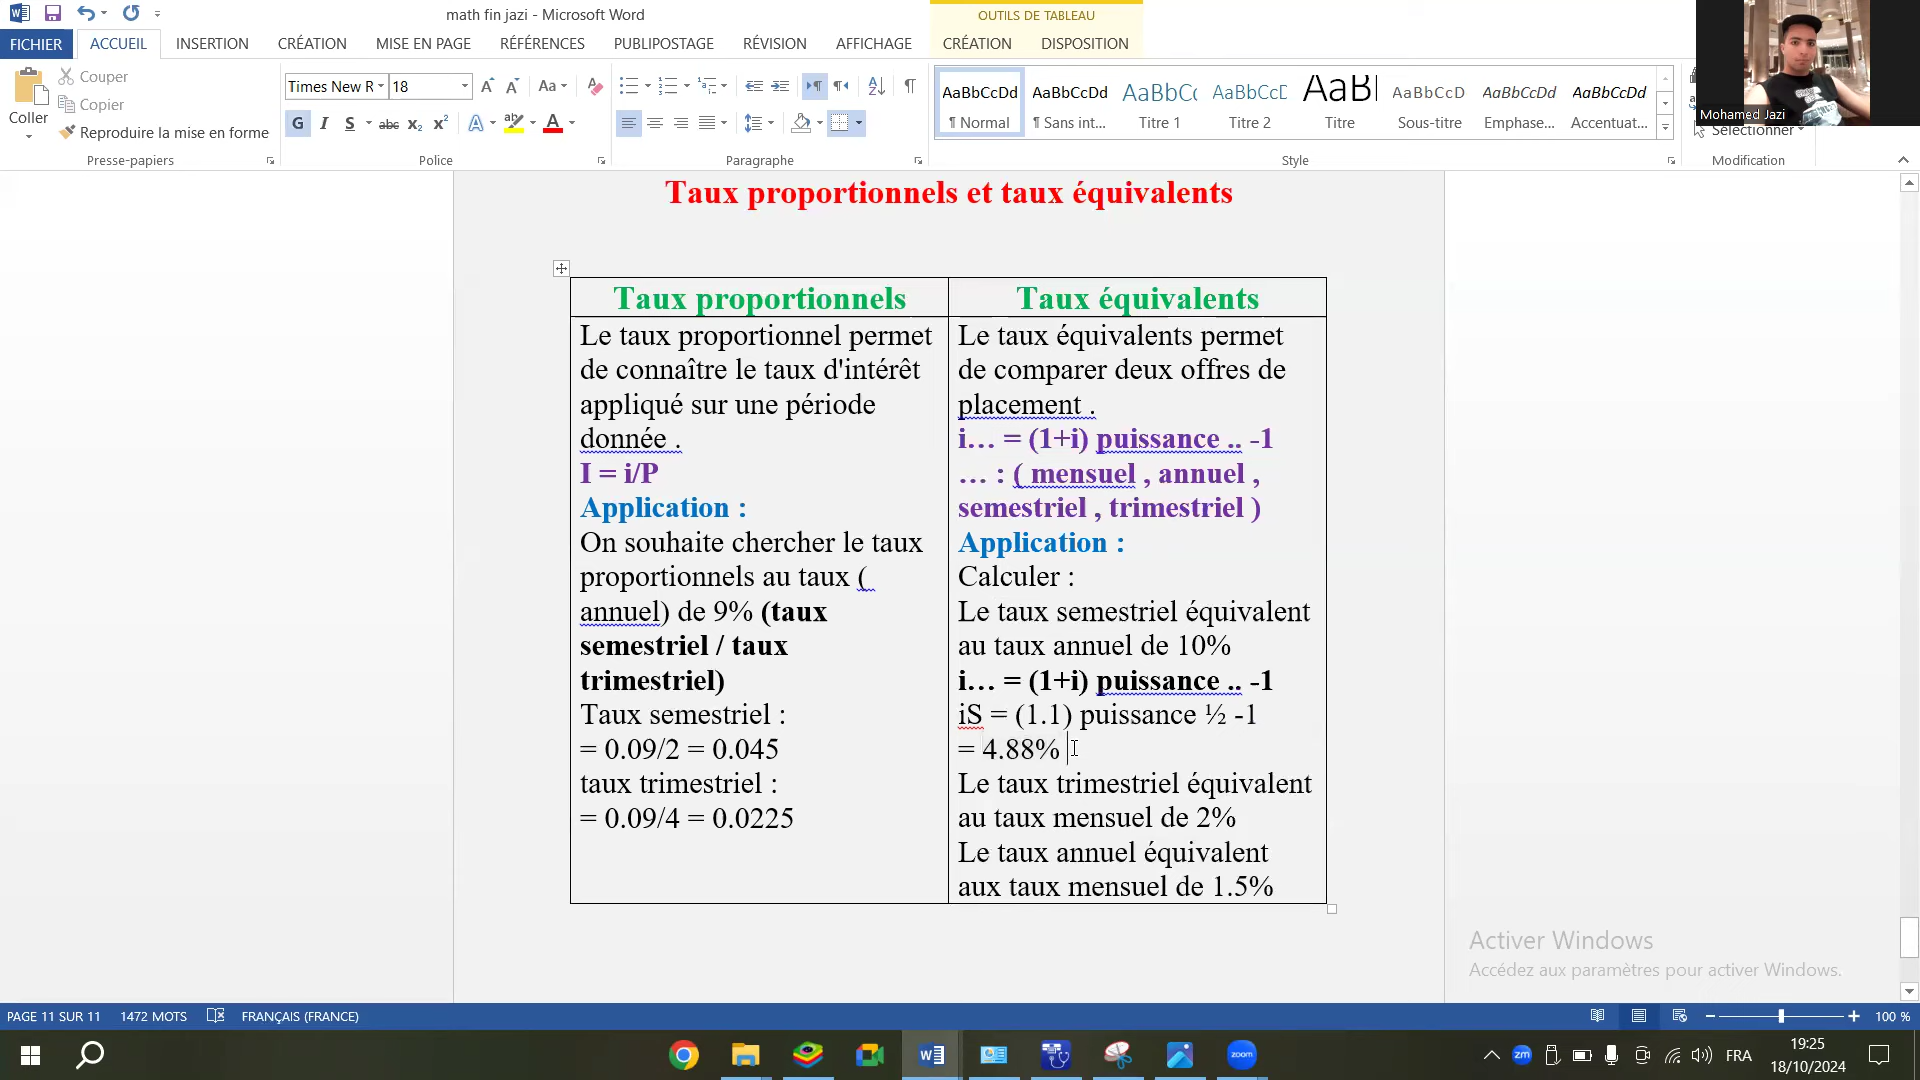 math fin jazi - Microsoft Word
OUTILS DE TABLEAU
FICHIER ACCUEIL INSERTION CRÉATION MISE EN PAGE RÉFÉRENCES PUBLIPOSTAGE RÉVISION AFFICHAGE CRÉATION DISPOSITION
Coller
Couper
Copier
Reproduire la mise en forme
Presse-papiers
Times New R 18
Police
Paragraphe
AaBbCcDd AaBbCcDd AaBbCc AaBbCcD AaBl AaBbCcD AaBbCcDd AaBbCcDd
¶ Normal ¶ Sans int... Titre 1 Titre 2 Titre Sous-titre Emphase... Accentuat...
Style
Sélectionner
Modification
Mohamed Jazi
Taux proportionnels et taux équivalents
Taux proportionnels
Le taux proportionnel permet
de connaître le taux d'intérêt
appliqué sur une période
donnée .
I = i/P
Application :
On souhaite chercher le taux
proportionnels au taux (
annuel) de 9% (taux
semestriel / taux
trimestriel)
Taux semestriel :
= 0.09/2 = 0.045
taux trimestriel :
= 0.09/4 = 0.0225
Taux équivalents
Le taux équivalents permet
de comparer deux offres de
placement .
i… = (1+i) puissance .. -1
… : ( mensuel , annuel ,
semestriel , trimestriel )
Application :
Calculer :
Le taux semestriel équivalent
au taux annuel de 10%
i… = (1+i) puissance .. -1
iS = (1.1) puissance ½ -1
= 4.88%
Le taux trimestriel équivalent
au taux mensuel de 2%
Le taux annuel équivalent
aux taux mensuel de 1.5%
Activer Windows
Accédez aux paramètres pour activer Windows.
PAGE 11 SUR 11 1472 MOTS FRANÇAIS (FRANCE) 100 %
zoom
zm
FRA
19:25
18/10/2024